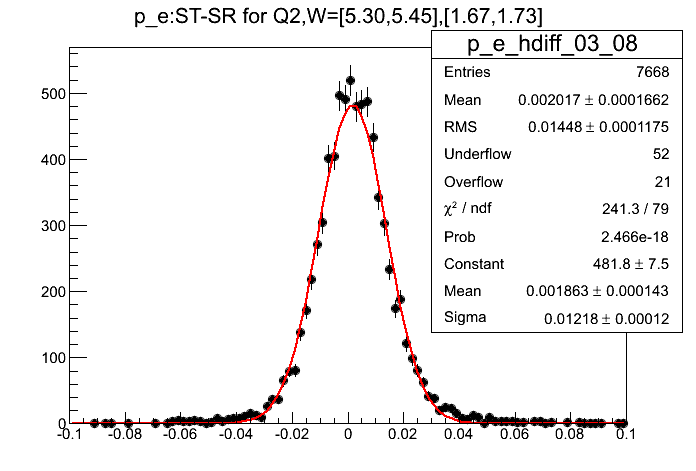 p_e:ST-SR for Q2,W=[5.30,5.45],[1.67,1.73]
p_e_hdiff_03_08
Entries 7668
Mean 0.002017 ± 0.0001662
RMS 0.01448 ± 0.0001175
Underflow 52
Overflow 21
χ² / ndf 241.3 / 79
Prob 2.466e-18
Constant 481.8 ± 7.5
Mean 0.001863 ± 0.000143
Sigma 0.01218 ± 0.00012
500
400
300
200
100
0
-0.1 -0.08 -0.06 -0.04 -0.02 0 0.02 0.04 0.06 0.08 0.1